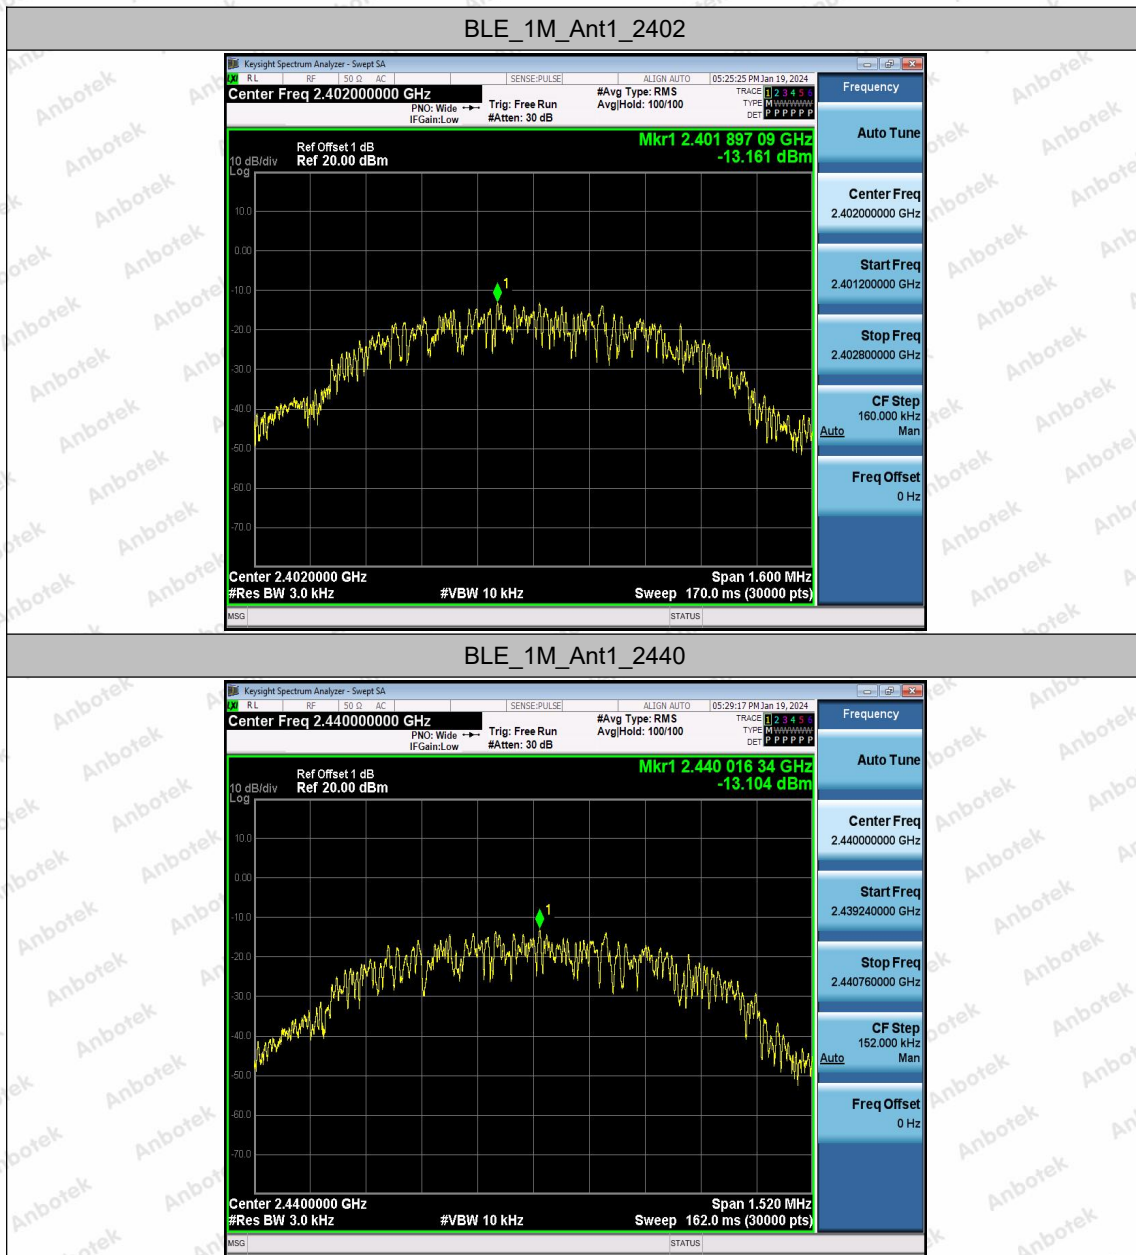 BLE_1M_Ant1_2402
Keysight Spectrum Analyzer - Swept SA
LXI RL RF 50 Ω AC SENSE:PULSE ALIGN AUTO 05:25:25 PM Jan 19, 2024
Center Freq 2.402000000 GHz
PNO: Wide
IFGain:Low
Trig: Free Run
#Atten: 30 dB
#Avg Type: RMS
Avg|Hold: 100/100
TRACE 1 2 3 4 5 6
TYPE M W W W W W
DET P P P P P P
Frequency
Auto Tune
Mkr1 2.401 897 09 GHz
-13.161 dBm
Ref Offset 1 dB
10 dB/div Ref 20.00 dBm
Log
10.0
0.00
-10.0
-20.0
-30.0
-40.0
-50.0
-60.0
-70.0
1
Center Freq
2.402000000 GHz
Start Freq
2.401200000 GHz
Stop Freq
2.402800000 GHz
CF Step
160.000 kHz
Auto Man
Freq Offset
0 Hz
Center 2.4020000 GHz Span 1.600 MHz
#Res BW 3.0 kHz #VBW 10 kHz Sweep 170.0 ms (30000 pts)
MSG STATUS
BLE_1M_Ant1_2440
Keysight Spectrum Analyzer - Swept SA
LXI RL RF 50 Ω AC SENSE:PULSE ALIGN AUTO 05:29:17 PM Jan 19, 2024
Center Freq 2.440000000 GHz
PNO: Wide
IFGain:Low
Trig: Free Run
#Atten: 30 dB
#Avg Type: RMS
Avg|Hold: 100/100
TRACE 1 2 3 4 5 6
TYPE M W W W W W
DET P P P P P P
Frequency
Auto Tune
Mkr1 2.440 016 34 GHz
-13.104 dBm
Ref Offset 1 dB
10 dB/div Ref 20.00 dBm
Log
10.0
0.00
-10.0
-20.0
-30.0
-40.0
-50.0
-60.0
-70.0
1
Center Freq
2.440000000 GHz
Start Freq
2.439240000 GHz
Stop Freq
2.440760000 GHz
CF Step
152.000 kHz
Auto Man
Freq Offset
0 Hz
Center 2.4400000 GHz Span 1.520 MHz
#Res BW 3.0 kHz #VBW 10 kHz Sweep 162.0 ms (30000 pts)
MSG STATUS
Anbotek